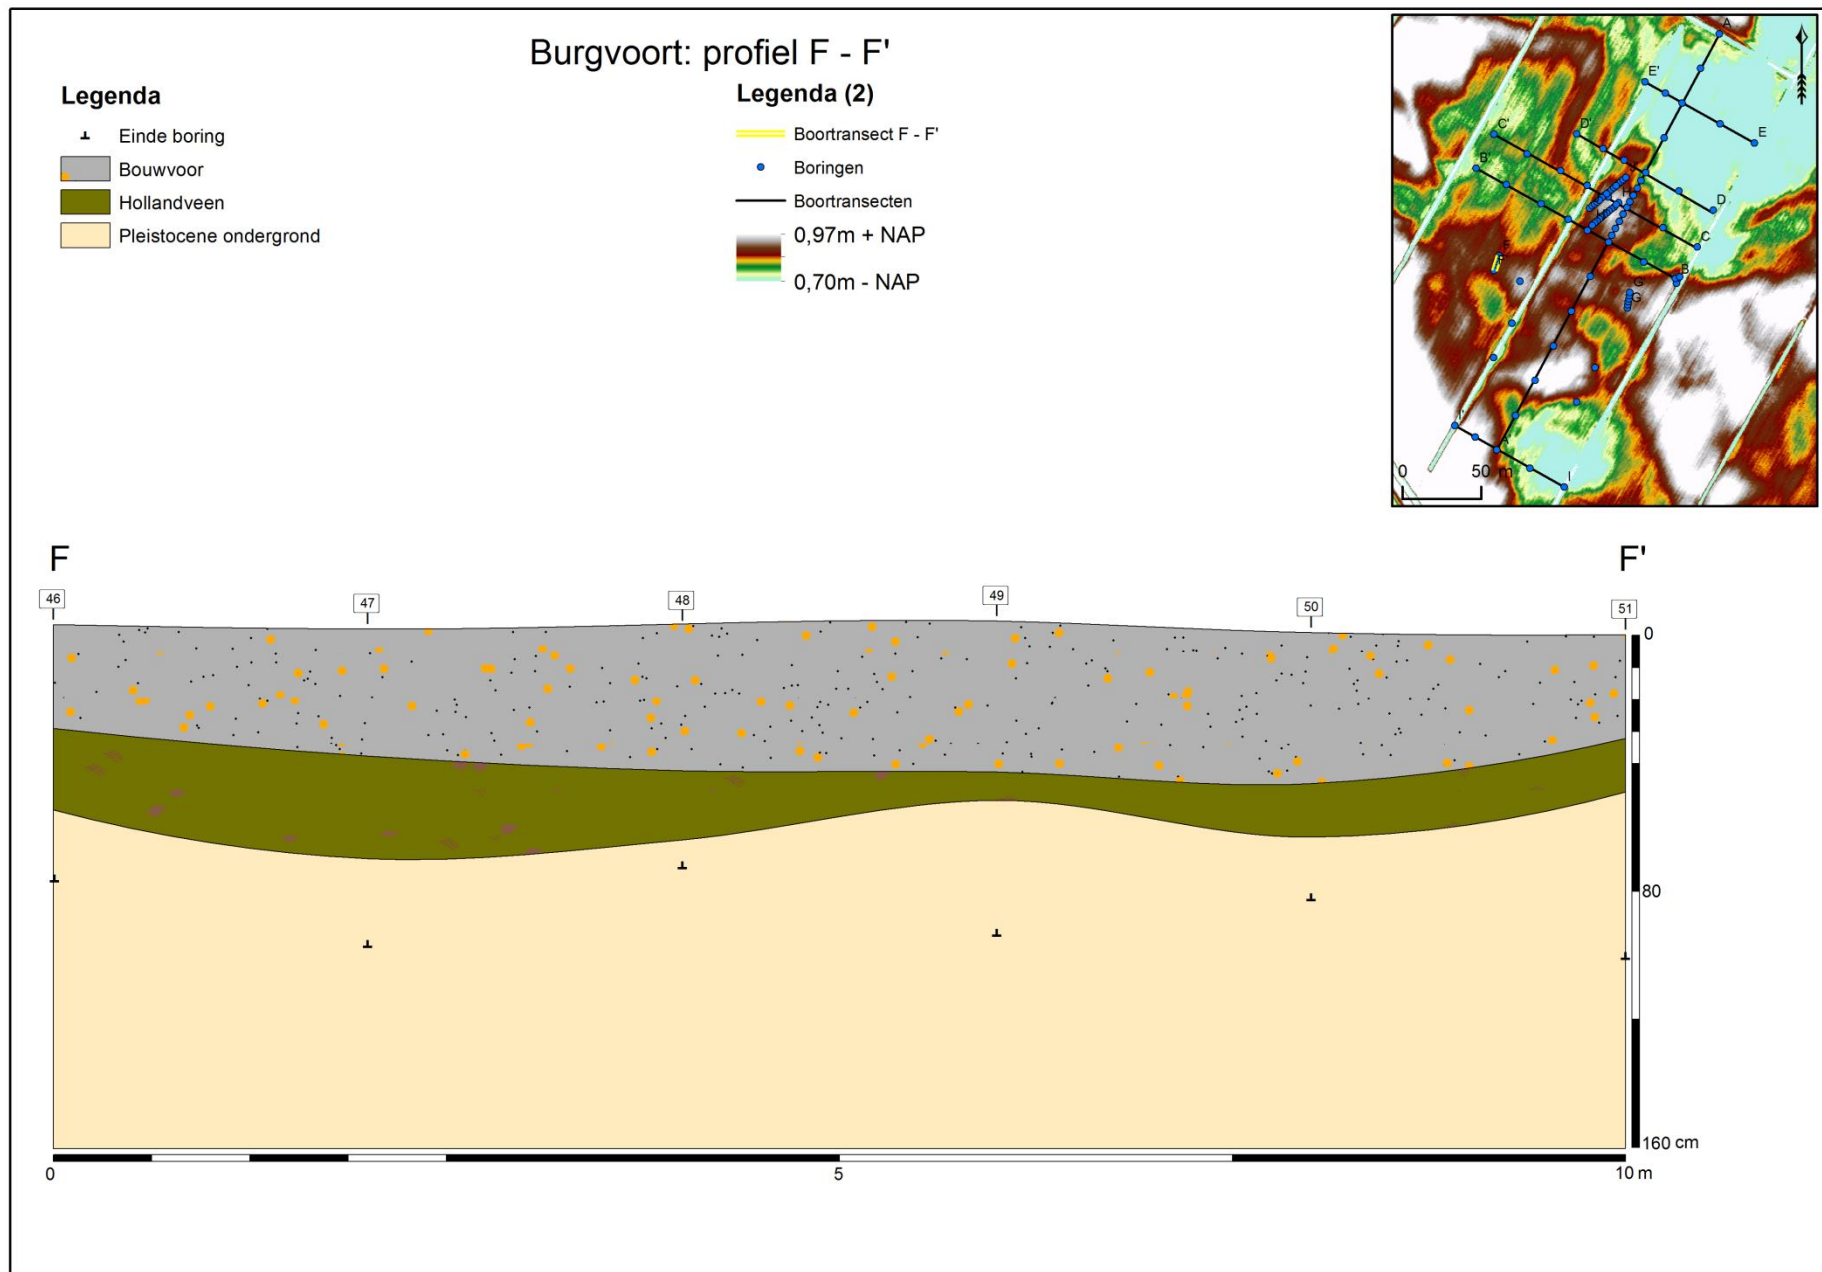 Burgvoort: profiel F - F'
Legenda
Einde boring
Bouwvoor
Hollandveen
Pleistocene ondergrond
Legenda (2)
Boortransect F - F'
Boringen
Boortransecten
0,97m + NAP
0,70m - NAP
A
E'
E
C'
D'
B'
H
D
C
F
B
G
G
I'
A'
I
0 50 m
F F'
46 47 48 49 50 51
0
80
160 cm
0 5 10 m